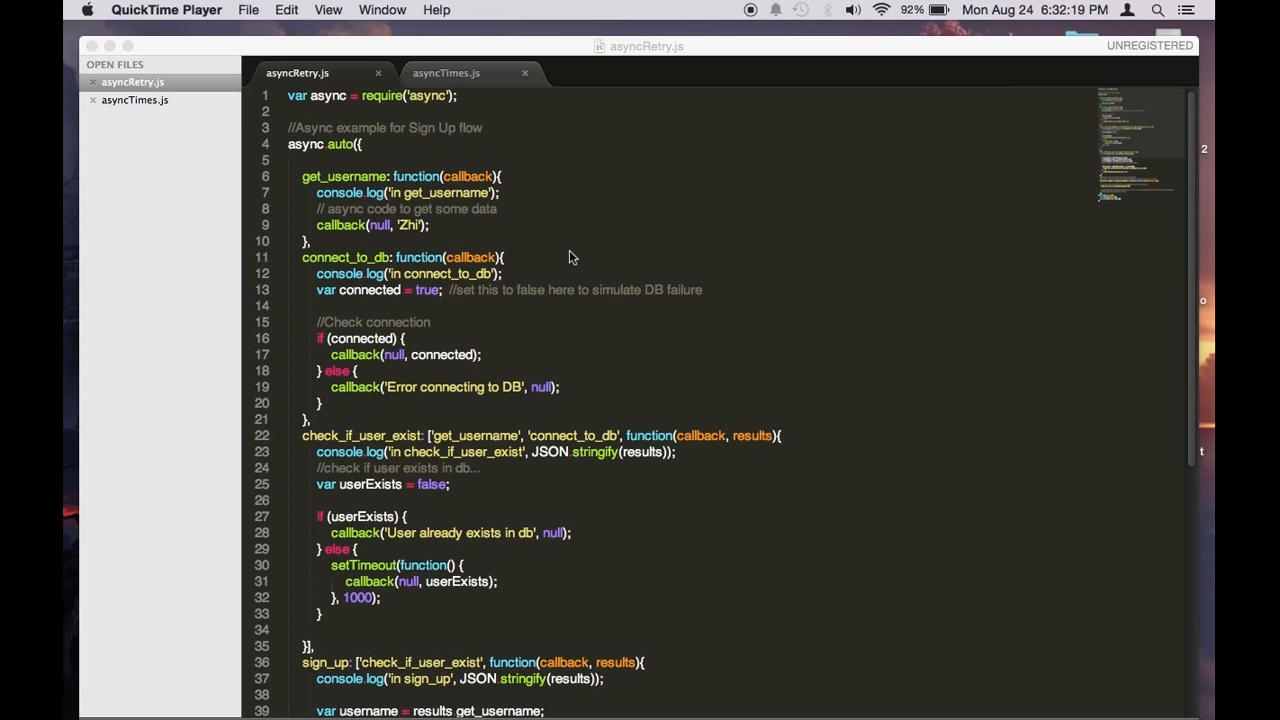 QuickTime Player File Edit View Window Help 92% Mon Aug 24 6:32:19 PM
asyncRetry.js UNREGISTERED
OPEN FILES
asyncRetry.js
asyncTimes.js
asyncRetry.js asyncTimes.js
1 var async = require('async');
2
3 //Async example for Sign Up flow
4 async.auto({
5
6 get_username: function(callback){
7 console.log('in get_username');
8 // async code to get some data
9 callback(null, 'Zhi');
10 },
11 connect_to_db: function(callback){
12 console.log('in connect_to_db');
13 var connected = true; //set this to false here to simulate DB failure
14
15 //Check connection
16 if (connected) {
17 callback(null, connected);
18 } else {
19 callback('Error connecting to DB', null);
20 }
21 },
22 check_if_user_exist: ['get_username', 'connect_to_db', function(callback, results){
23 console.log('in check_if_user_exist', JSON.stringify(results));
24 //check if user exists in db...
25 var userExists = false;
26
27 if (userExists) {
28 callback('User already exists in db', null);
29 } else {
30 setTimeout(function() {
31 callback(null, userExists);
32 }, 1000);
33 }
34
35 }],
36 sign_up: ['check_if_user_exist', function(callback, results){
37 console.log('in sign_up', JSON.stringify(results));
38
39 var username = results.get_username;
2
o
t